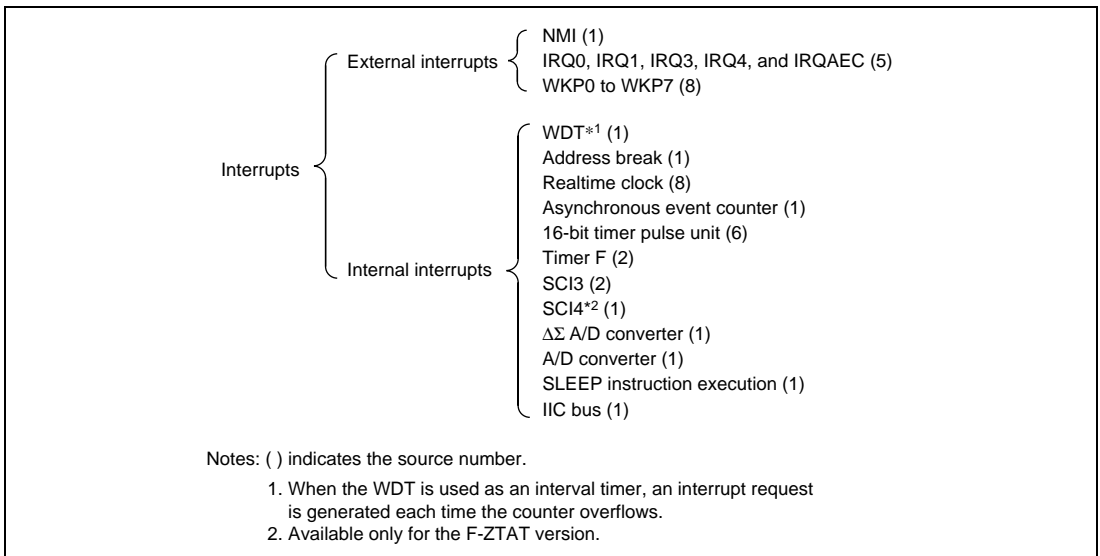 Interrupts
External interrupts
NMI (1)
IRQ0, IRQ1, IRQ3, IRQ4, and IRQAEC (5)
WKP0 to WKP7 (8)
Internal interrupts
WDT*1 (1)
Address break (1)
Realtime clock (8)
Asynchronous event counter (1)
16-bit timer pulse unit (6)
Timer F (2)
SCI3 (2)
SCI4*2 (1)
ΔΣ A/D converter (1)
A/D converter (1)
SLEEP instruction execution (1)
IIC bus (1)
Notes: ( ) indicates the source number.
1. When the WDT is used as an interval timer, an interrupt request
is generated each time the counter overflows.
2. Available only for the F-ZTAT version.